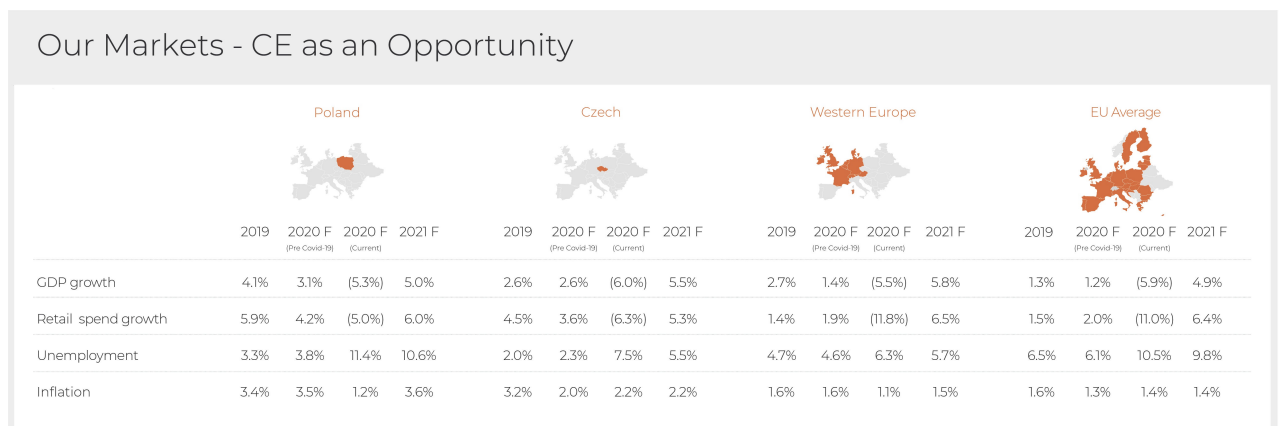 Our Markets - CE as an Opportunity
Poland Czech Western Europe EU Average
2019 2020 F 2020 F 2021 F 2019 2020 F 2020 F 2021 F 2019 2020 F 2020 F 2021 F 2019 2020 F 2020 F 2021 F
(Pre Covid-19) (Current) (Pre Covid-19) (Current) (Pre Covid-19) (Current) (Pre Covid-19) (Current)
GDP growth 4.1% 3.1% (5.3%) 5.0% 2.6% 2.6% (6.0%) 5.5% 2.7% 1.4% (5.5%) 5.8% 1.3% 1.2% (5.9%) 4.9%
Retail spend growth 5.9% 4.2% (5.0%) 6.0% 4.5% 3.6% (6.3%) 5.3% 1.4% 1.9% (11.8%) 6.5% 1.5% 2.0% (11.0%) 6.4%
Unemployment 3.3% 3.8% 11.4% 10.6% 2.0% 2.3% 7.5% 5.5% 4.7% 4.6% 6.3% 5.7% 6.5% 6.1% 10.5% 9.8%
Inflation 3.4% 3.5% 1.2% 3.6% 3.2% 2.0% 2.2% 2.2% 1.6% 1.6% 1.1% 1.5% 1.6% 1.3% 1.4% 1.4%